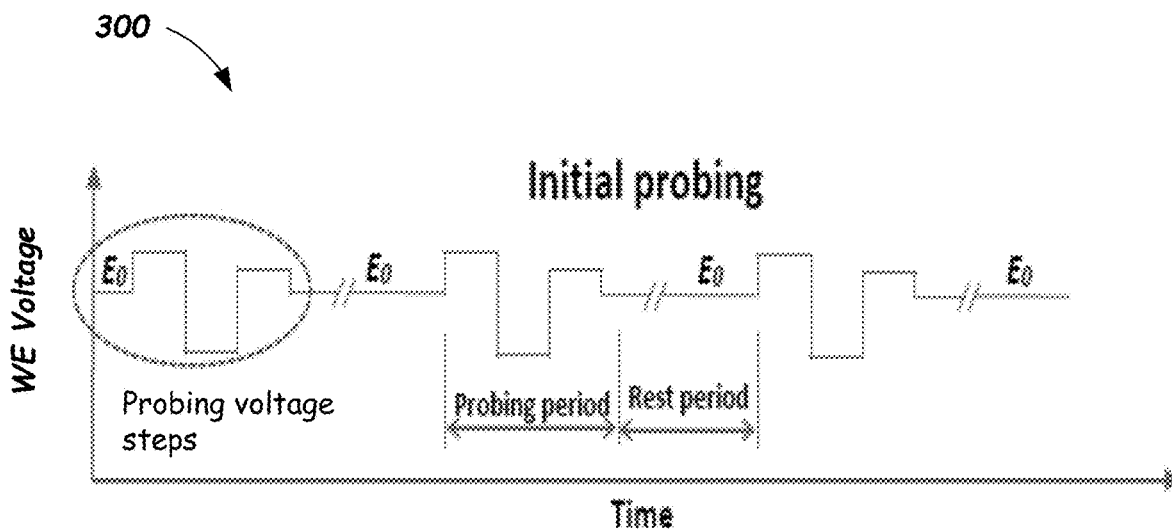 300
Initial probing
WE Voltage
E0
E0
E0
E0
Probing voltage
steps
Probing period
Rest period
Time